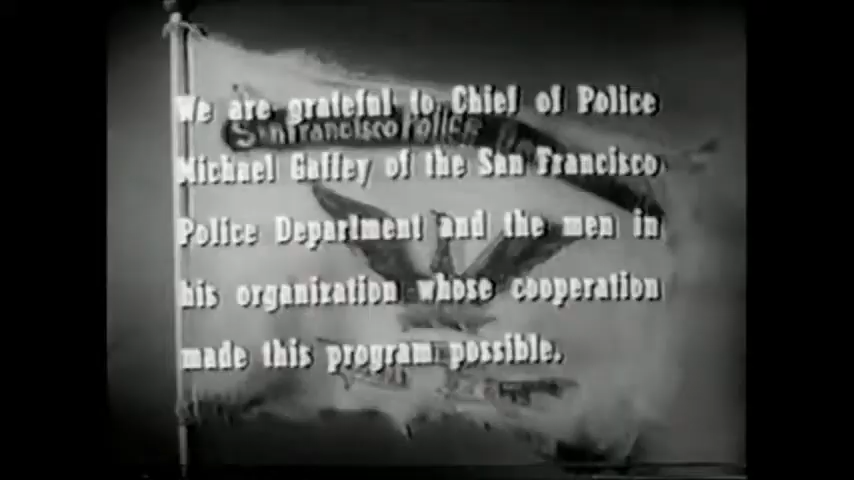 We are grateful to Chief of Police
San Francisco Police
Michael Gaffey of the San Francisco
Police Department and the men in
his organization whose cooperation
made this program possible.